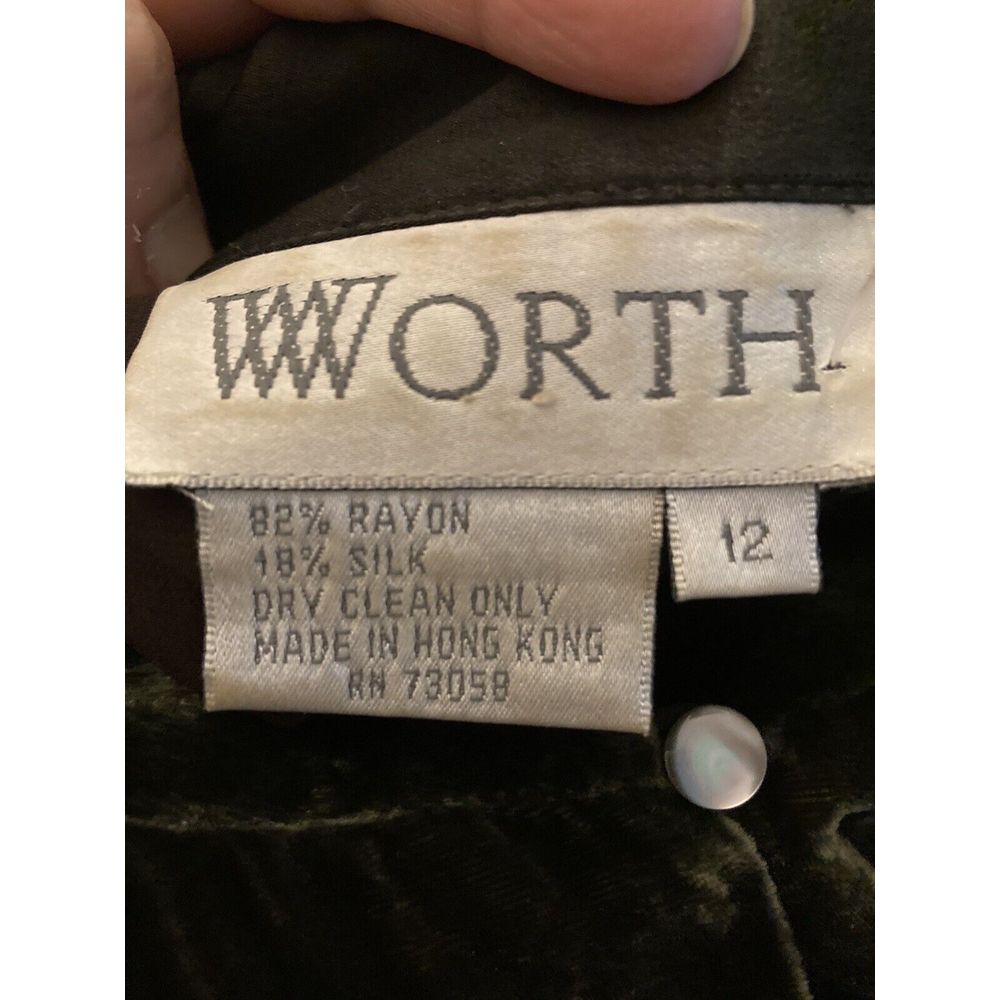 WORTH
82% RAYON
18% SILK
DRY CLEAN ONLY
MADE IN HONG KONG
RN 73058
12